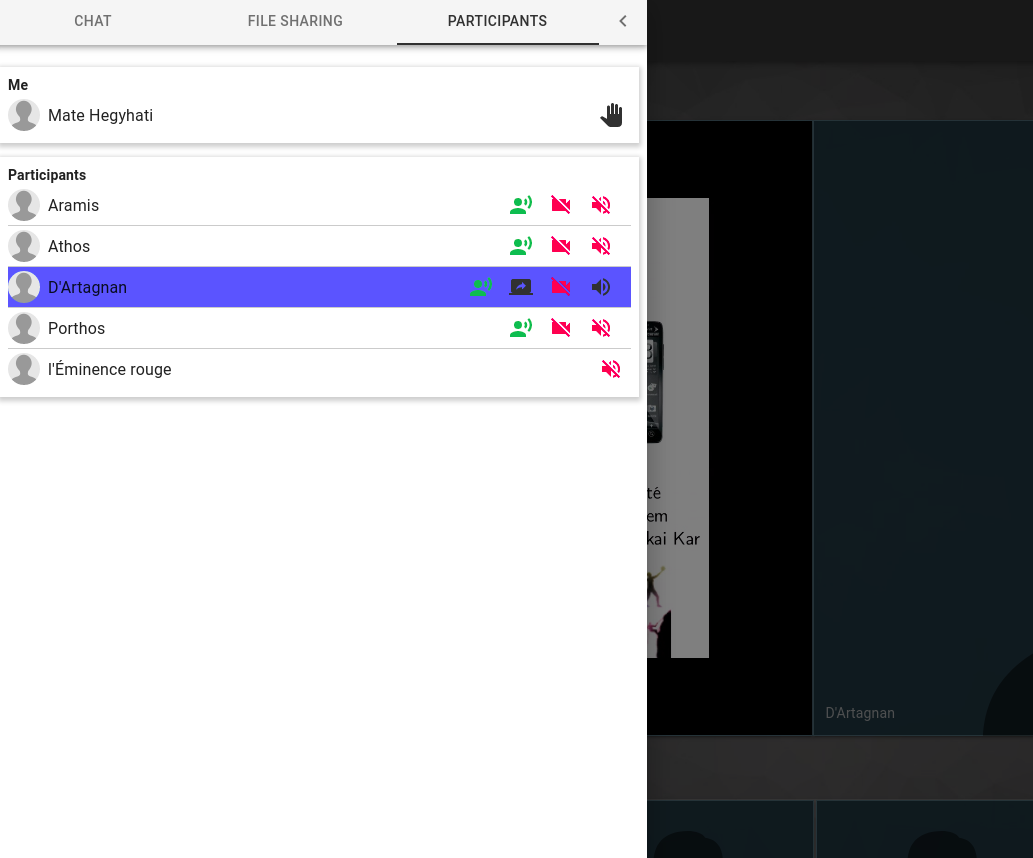 CHAT
FILE SHARING
PARTICIPANTS
Me
Mate Hegyhati
Participants
Aramis
Athos
D'Artagnan
Porthos
l'Éminence rouge
té
em
kai Kar
D'Artagnan